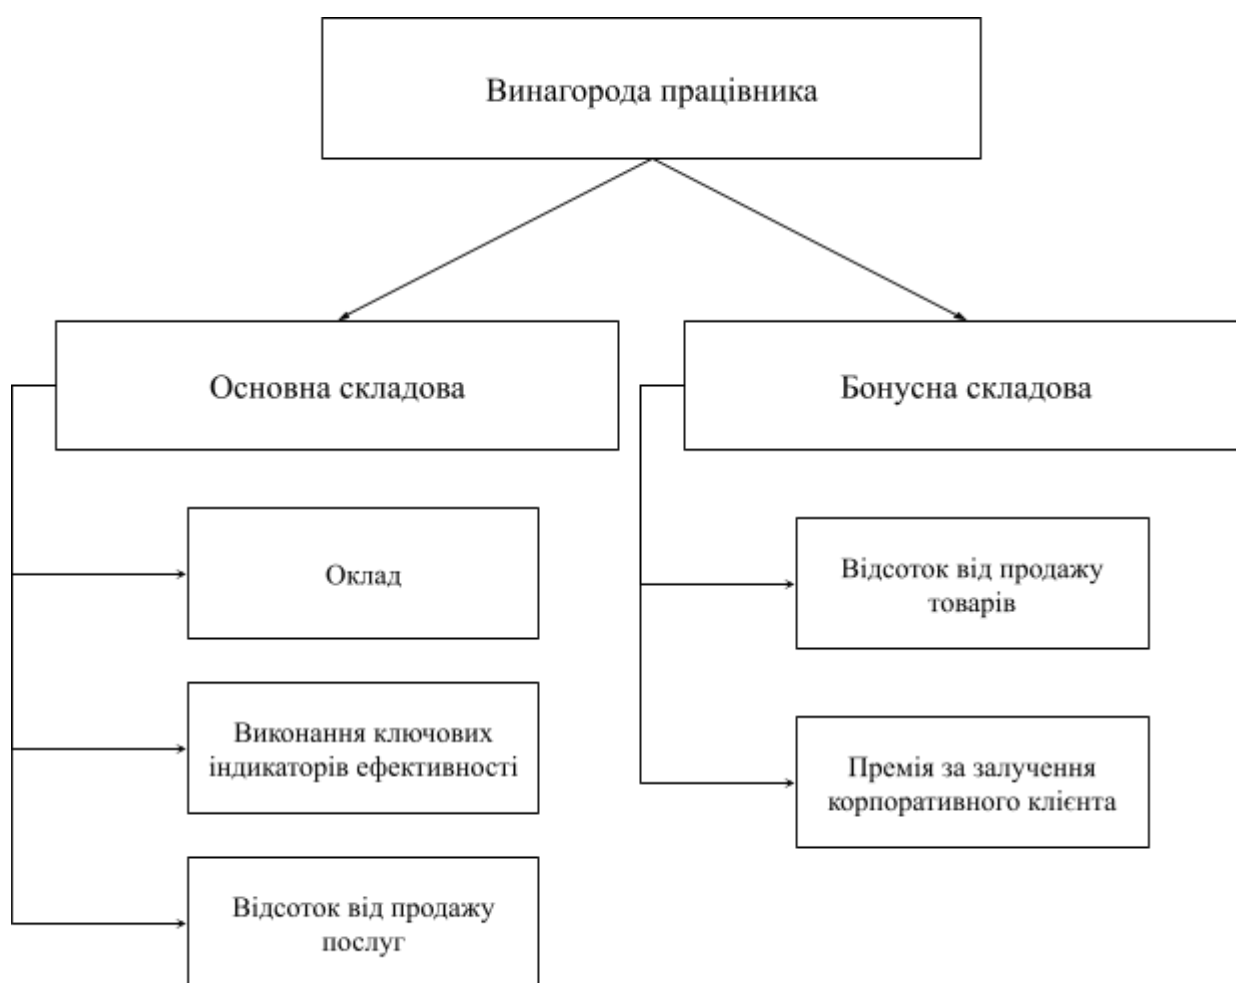 Винагорода працівника
Основна складова
Бонусна складова
Оклад
Виконання ключових
індикаторів ефективності
Відсоток від продажу
послуг
Відсоток від продажу
товарів
Премія за залучення
корпоративного клієнта